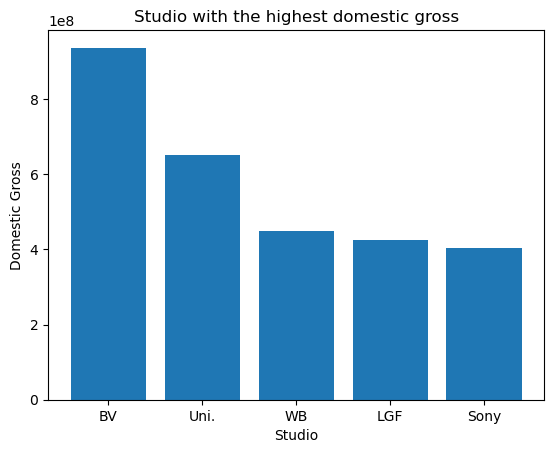 Studio with the highest domestic gross
1e8
8
6
4
2
0
Domestic Gross
BV Uni. WB LGF Sony
Studio